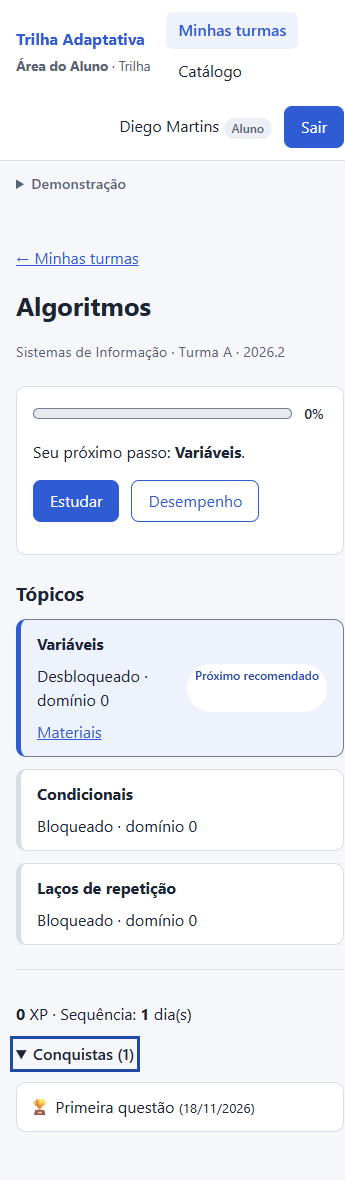 Trilha Adaptativa
Área do Aluno · Trilha
Minhas turmas
Catálogo
Diego Martins Aluno
Sair
▶ Demonstração
← Minhas turmas
Algoritmos
Sistemas de Informação · Turma A · 2026.2
0%
Seu próximo passo: Variáveis.
Estudar
Desempenho
Tópicos
Variáveis
Desbloqueado ·
domínio 0
Próximo recomendado
Materiais
Condicionais
Bloqueado · domínio 0
Laços de repetição
Bloqueado · domínio 0
0 XP · Sequência: 1 dia(s)
▼ Conquistas (1)
🏆 Primeira questão (18/11/2026)